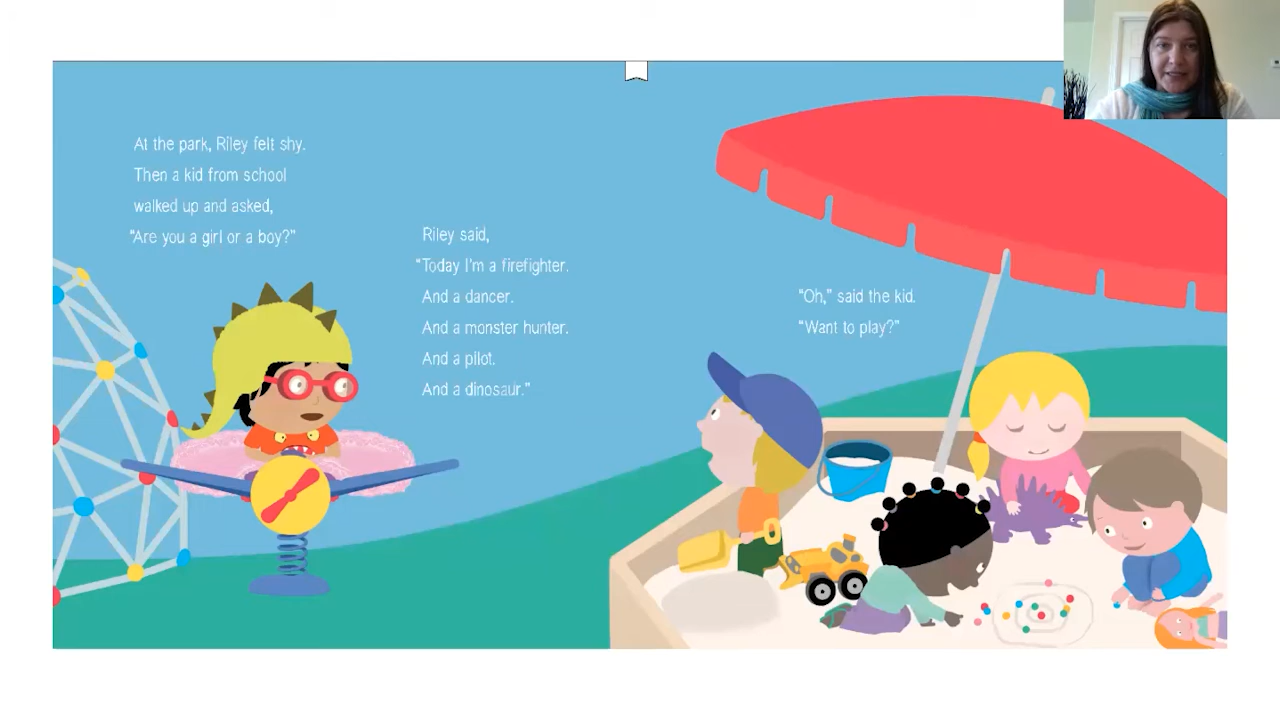 At the park, Riley felt shy.
Then a kid from school
walked up and asked,
“Are you a girl or a boy?”
Riley said,
“Today I'm a firefighter.
And a dancer.
And a monster hunter.
And a pilot.
And a dinosaur.”
“Oh,” said the kid.
“Want to play?”